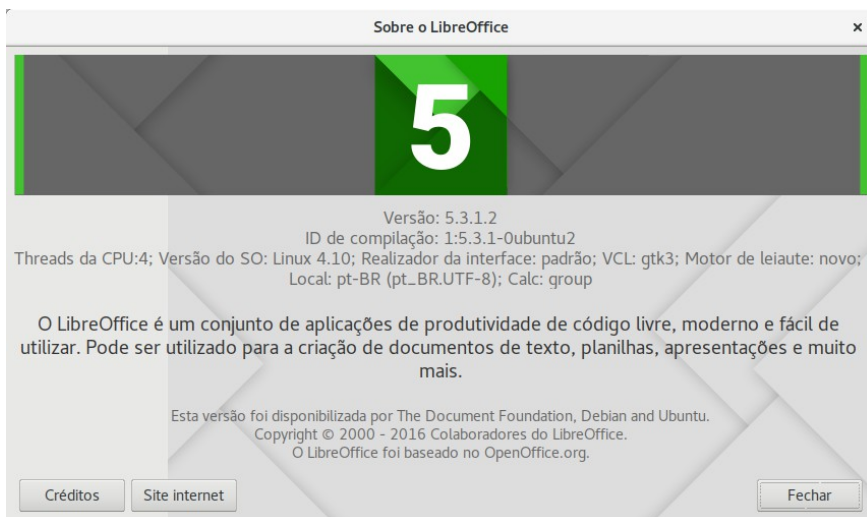 Sobre o LibreOffice
×
5
Versão: 5.3.1.2
ID de compilação: 1:5.3.1-0ubuntu2
Threads da CPU:4; Versão do SO: Linux 4.10; Realizador da interface: padrão; VCL: gtk3; Motor de leiaute: novo;
Local: pt-BR (pt_BR.UTF-8); Calc: group
O LibreOffice é um conjunto de aplicações de produtividade de código livre, moderno e fácil de
utilizar. Pode ser utilizado para a criação de documentos de texto, planilhas, apresentações e muito
mais.
Esta versão foi disponibilizada por The Document Foundation, Debian and Ubuntu.
Copyright © 2000 - 2016 Colaboradores do LibreOffice.
O LibreOffice foi baseado no OpenOffice.org.
Créditos Site internet Fechar